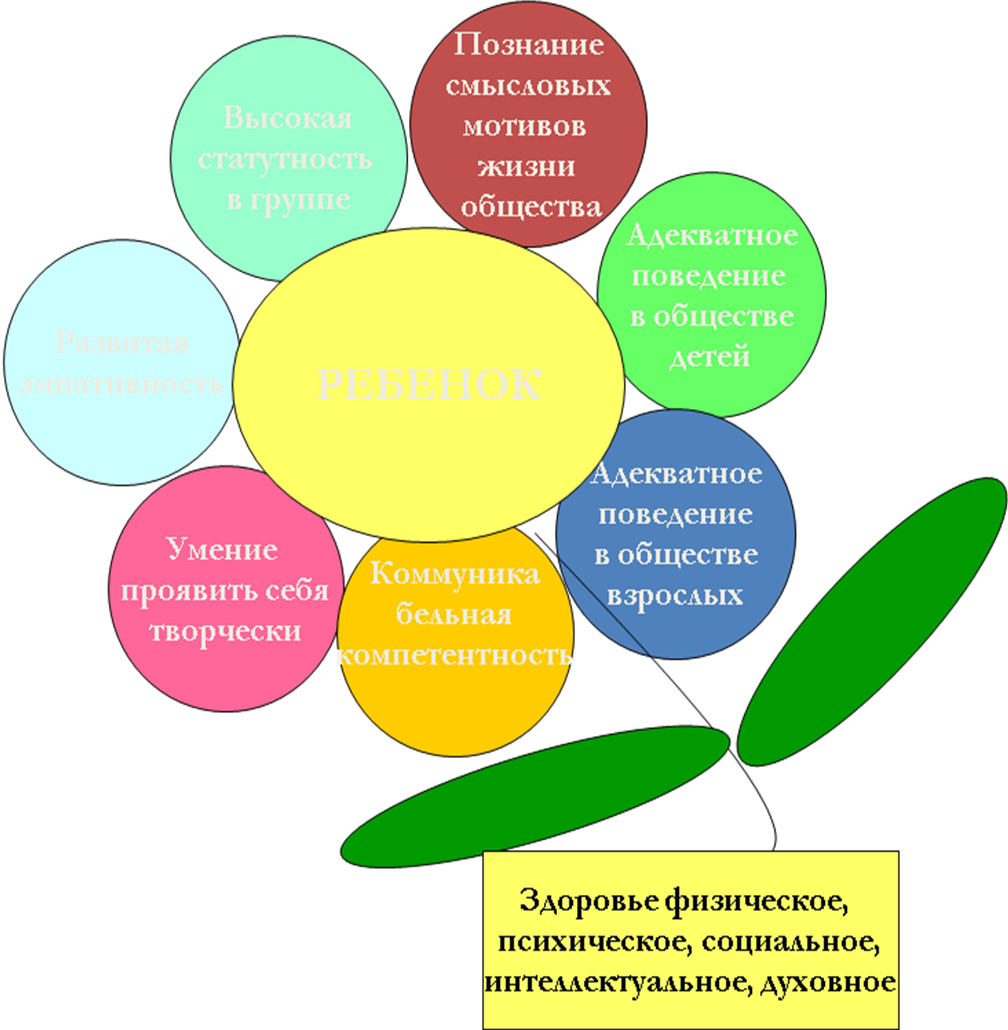 Познание
смысловых
мотивов
жизни
общества
Высокая
статутность
в группе
Адекватное
поведение
в обществе
детей
Развитая
эмпативность
РЕБЕНОК
Адекватное
поведение
в обществе
взрослых
Умение
проявить себя
творчески
Коммуника
бельная
компетентность
Здоровье физическое,
психическое, социальное,
интеллектуальное, духовное